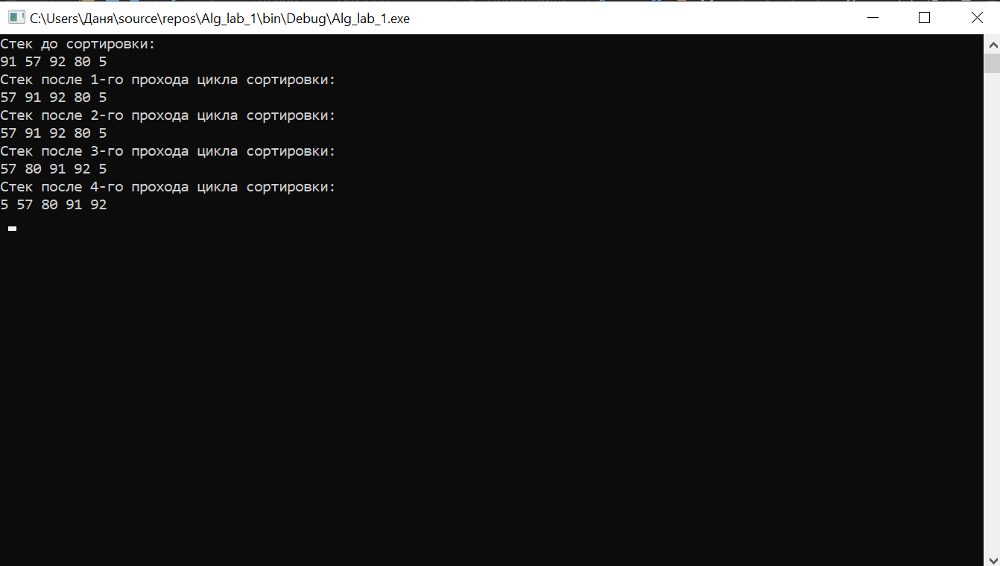 C:\Users\Даня\source\repos\Alg_lab_1\bin\Debug\Alg_lab_1.exe
Стек до сортировки:
91 57 92 80 5
Стек после 1-го прохода цикла сортировки:
57 91 92 80 5
Стек после 2-го прохода цикла сортировки:
57 91 92 80 5
Стек после 3-го прохода цикла сортировки:
57 80 91 92 5
Стек после 4-го прохода цикла сортировки:
5 57 80 91 92